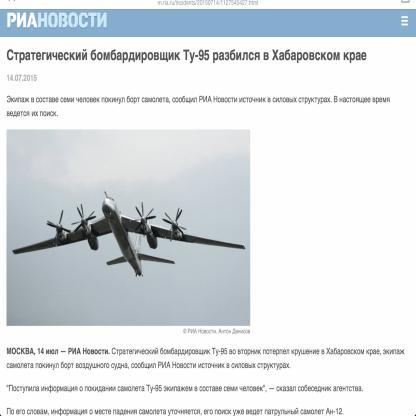 m.ria.ru/incidents/20150714/1127540427.html
РИАНОВОСТИ
Стратегический бомбардировщик Ту-95 разбился в Хабаровском крае
14.07.2015
Экипаж в составе семи человек покинул борт самолета, сообщил РИА Новости источник в силовых структурах. В настоящее время
ведется их поиск.
© РИА Новости. Антон Денисов
МОСКВА, 14 июл — РИА Новости. Стратегический бомбардировщик Ту-95 во вторник потерпел крушение в Хабаровском крае, экипаж
самолета покинул борт воздушного судна, сообщил РИА Новости источник в силовых структурах.
"Поступила информация о покидании самолета Ту-95 экипажем в составе семи человек", — сказал собеседник агентства.
По его словам, информация о месте падения самолета уточняется, его поиск уже ведет патрульный самолет Ан-12.